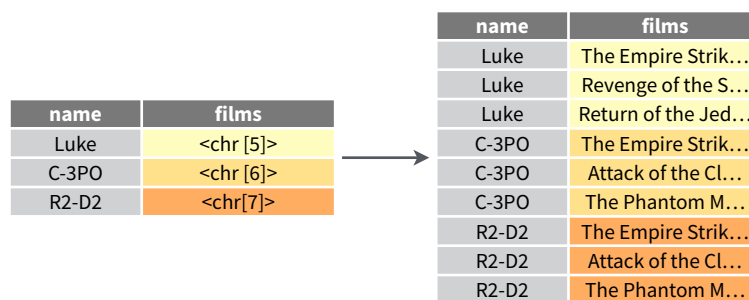 name films
Luke <chr [5]>
C-3PO <chr [6]>
R2-D2 <chr[7]>
name films
Luke The Empire Strik…
Luke Revenge of the S…
Luke Return of the Jed…
C-3PO The Empire Strik…
C-3PO Attack of the Cl…
C-3PO The Phantom M…
R2-D2 The Empire Strik…
R2-D2 Attack of the Cl…
R2-D2 The Phantom M…